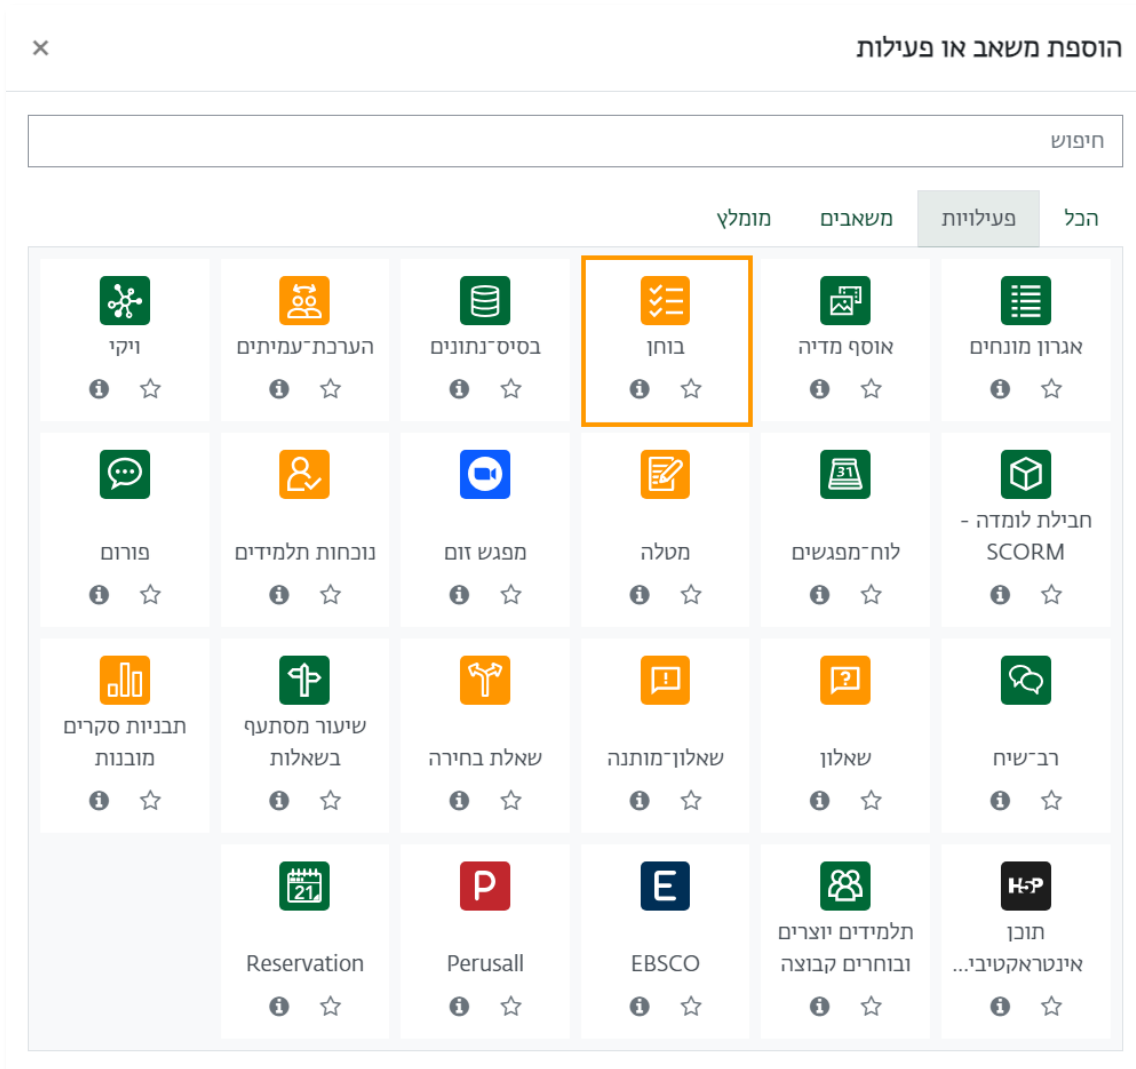 הוספת משאב או פעילות
חיפוש
הכל
פעילויות
משאבים
מומלץ
אגרון מונחים
אוסף מדיה
בוחן
בסיס־נתונים
הערכת־עמיתים
ויקי
חבילת לומדה -
SCORM
לוח־מפגשים
31
מטלה
מפגש זום
נוכחות תלמידים
פורום
רב־שיח
שאלון
שאלון־מותנה
שאלת בחירה
שיעור מסתעף
בשאלות
תבניות סקרים
מובנות
H5P
תוכן
אינטראקטיבי...
תלמידים יוצרים
ובוחרים קבוצה
E
EBSCO
P
Perusall
21
Reservation